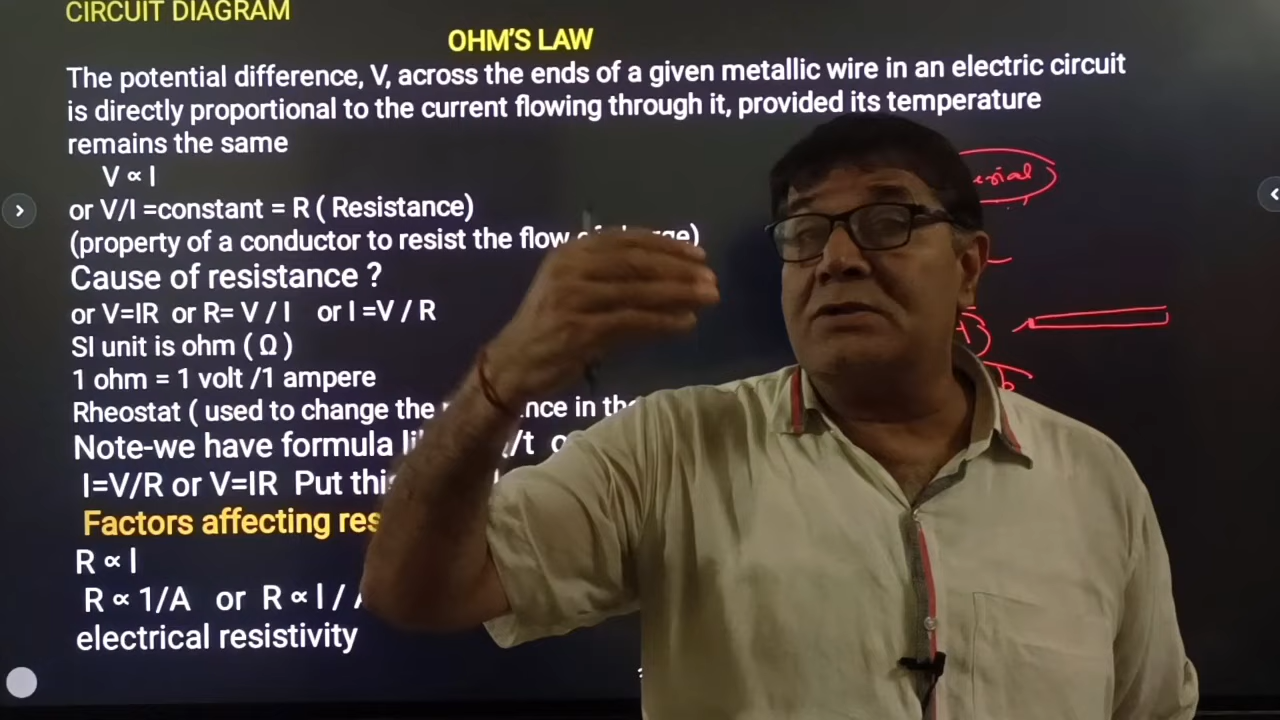 CIRCUIT DIAGRAM
OHM'S LAW
The potential difference, V, across the ends of a given metallic wire in an electric circuit
is directly proportional to the current flowing through it, provided its temperature
remains the same
V ∝ I
or V/I =constant = R ( Resistance)
(property of a conductor to resist the flow
Cause of resistance ?
or V=IR or R= V / I or I =V / R
SI unit is ohm ( Ω )
1 ohm = 1 volt /1 ampere
Rheostat ( used to change the in
Note-we have formula /t
I=V/R or V=IR Put
Factors affecting
R ∝ l
R ∝ 1/A or R ∝ l /
electrical resistivity